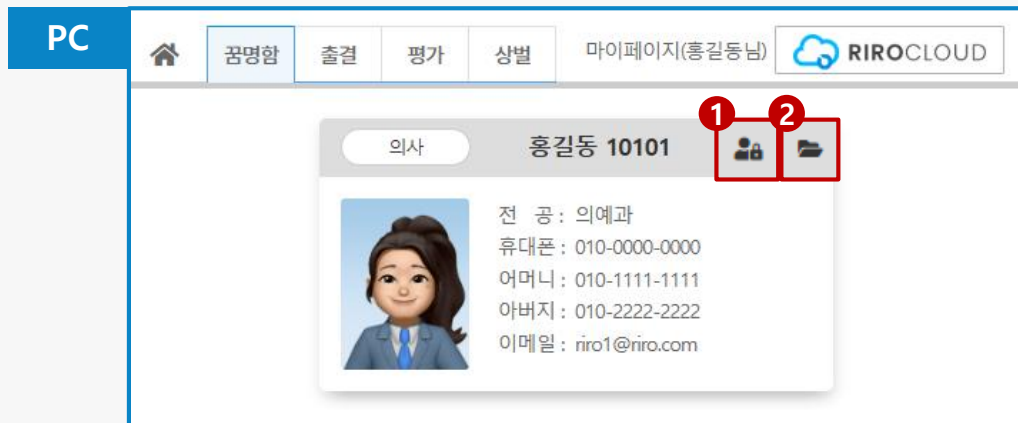 PC
꿈명함 출결 평가 상벌 마이페이지(홍길동님) RIROCLOUD
1 2
의사 홍길동 10101
전 공 : 의예과
휴대폰 : 010-0000-0000
어머니 : 010-1111-1111
아버지 : 010-2222-2222
이메일 : riro1@riro.com